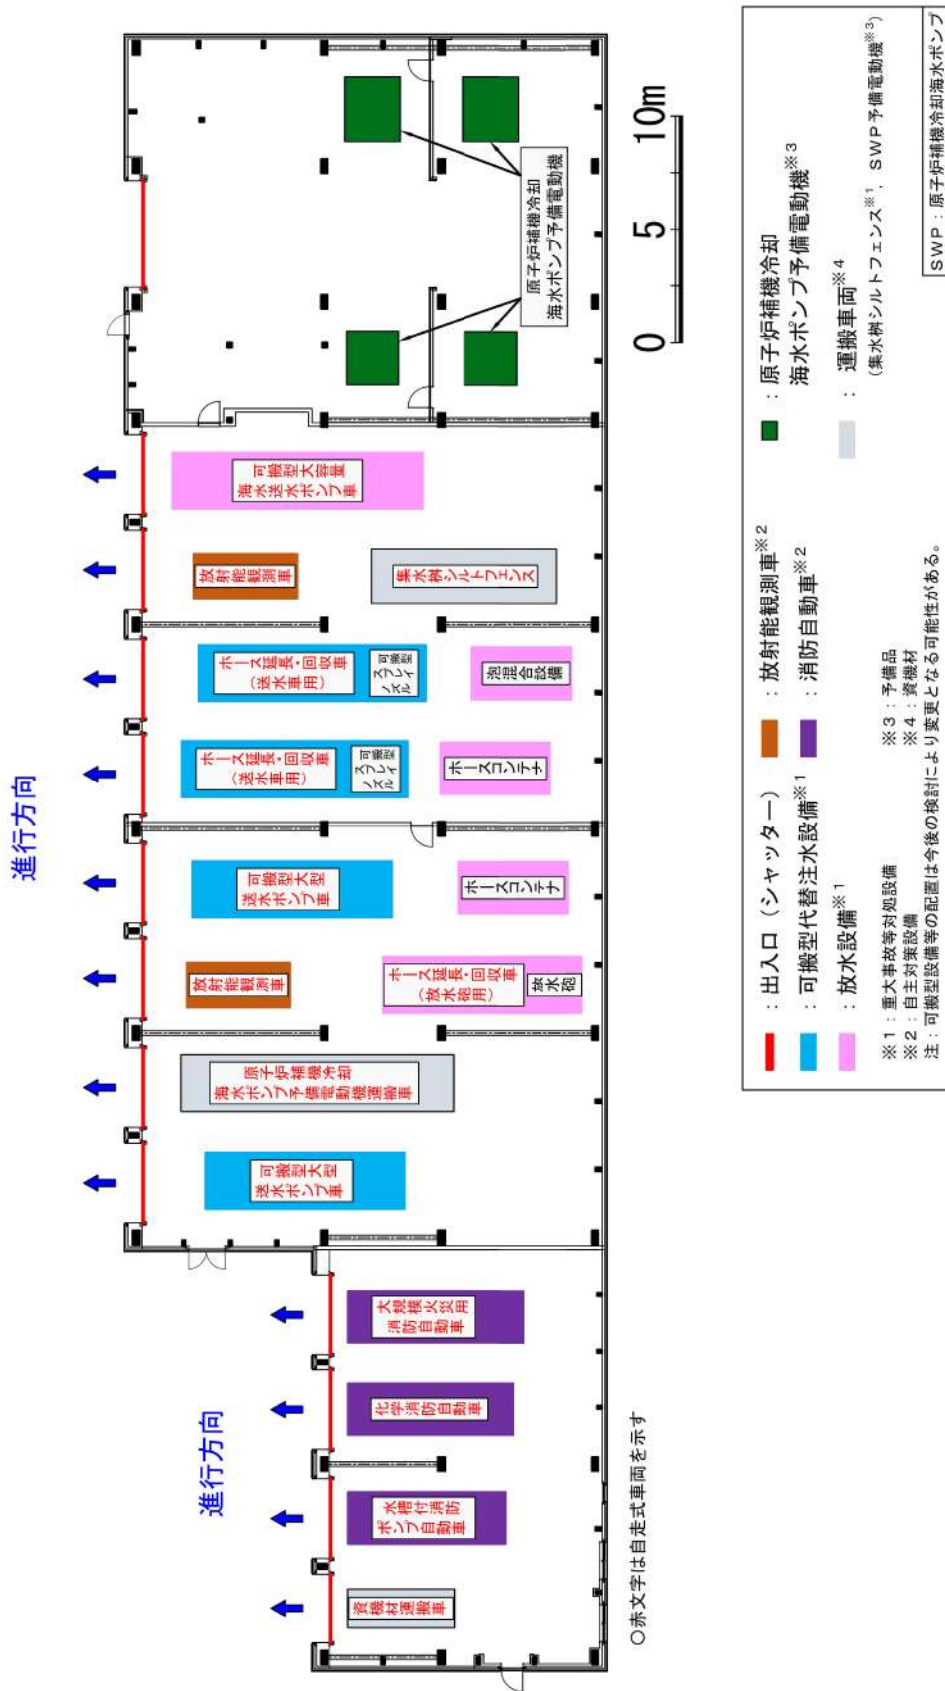 進行方向
進行方向
資機材運搬車
水槽付消防
ポンプ自動車
化学消防自動車
大規模火災用
消防自動車
可搬型大型
送水ポンプ車
原子炉補機冷却
海水ポンプ予備電動機運搬車
放射能観測車
ホース延長・回収車
(放水砲用)
放水砲
可搬型大型
送水ポンプ車
ホースコンテナ
ホース延長・回収車
(送水車用)
可搬型
スプレイ
ノズル
ホースコンテナ
ホース延長・回収車
(送水車用)
可搬型
スプレイ
ノズル
泡混合設備
放射能観測車
集水桝シルトフェンス
可搬型大容量
海水送水ポンプ車
原子炉補機冷却
海水ポンプ予備電動機
0 5 10m
○赤文字は自走式車両を示す
:出入口(シャッター)
:放射能観測車※2
:原子炉補機冷却
海水ポンプ予備電動機※3
:可搬型代替注水設備※1
:消防自動車※2
:運搬車両※4
(集水桝シルトフェンス※1,SWP予備電動機※3)
:放水設備※1
※1:重大事故等対処設備
※3:予備品
※2:自主対策設備
※4:資機材
注:可搬型設備等の配置は今後の検討により変更となる可能性がある。
SWP:原子炉補機冷却海水ポンプ